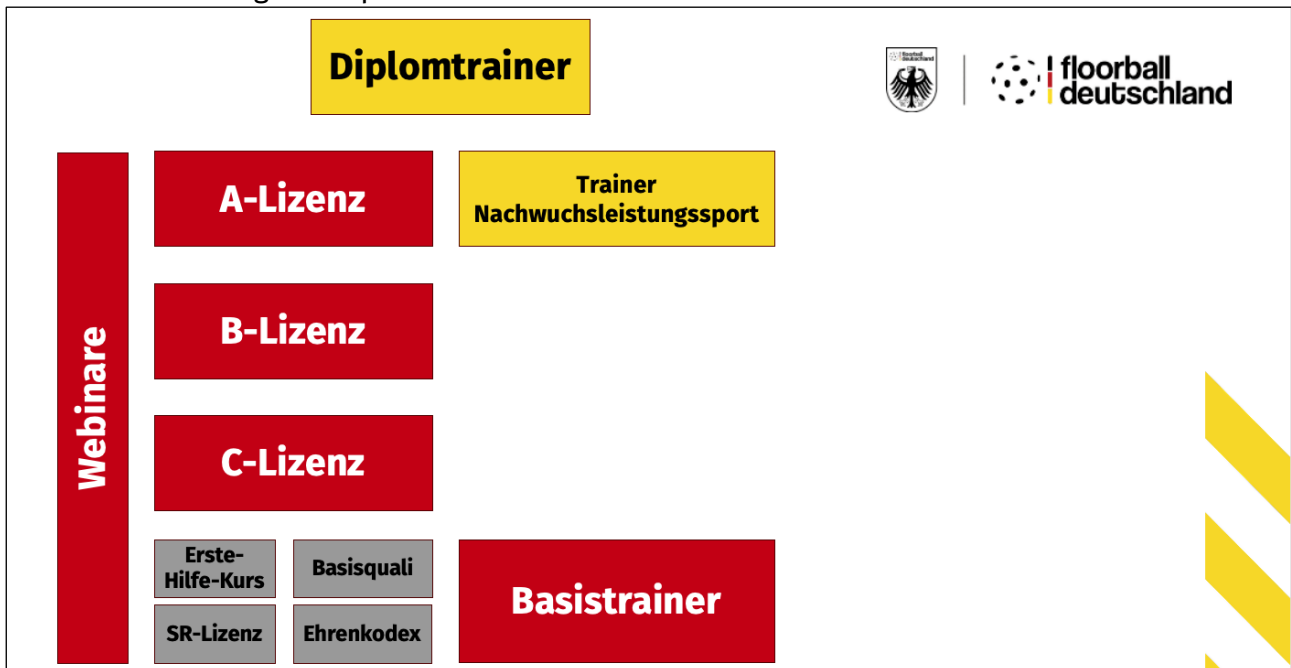 Diplomtrainer
floorball
deutschland
A-Lizenz
Trainer
Nachwuchsleistungssport
B-Lizenz
Webinare
C-Lizenz
Erste-
Hilfe-Kurs
Basisquali
Basistrainer
SR-Lizenz
Ehrenkodex